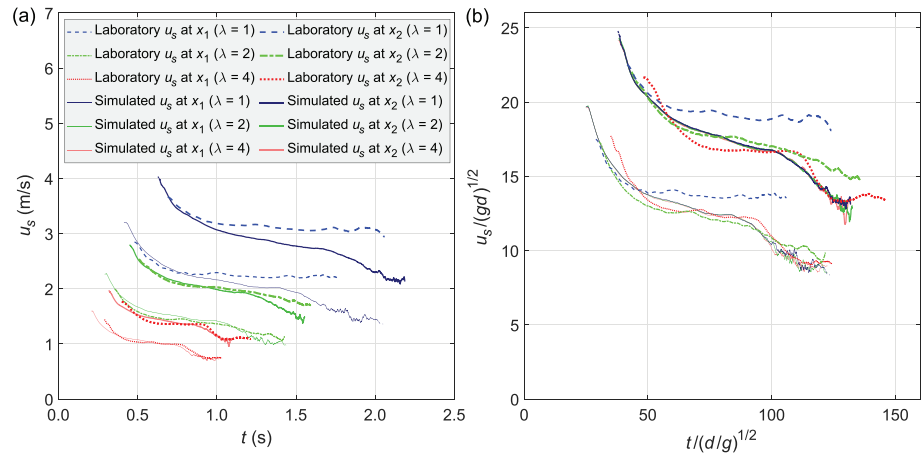 (a)
7
6
5
4
3
2
1
0
0.0
0.5
1.0
1.5
2.0
2.5
u_s (m/s)
t (s)
Laboratory u_s at x_1 (λ = 1)
Laboratory u_s at x_2 (λ = 1)
Laboratory u_s at x_1 (λ = 2)
Laboratory u_s at x_2 (λ = 2)
Laboratory u_s at x_1 (λ = 4)
Laboratory u_s at x_2 (λ = 4)
Simulated u_s at x_1 (λ = 1)
Simulated u_s at x_2 (λ = 1)
Simulated u_s at x_1 (λ = 2)
Simulated u_s at x_2 (λ = 2)
Simulated u_s at x_1 (λ = 4)
Simulated u_s at x_2 (λ = 4)
(b)
25
20
15
10
5
0
0
50
100
150
u_s/(gd)^1/2
t/(d/g)^1/2